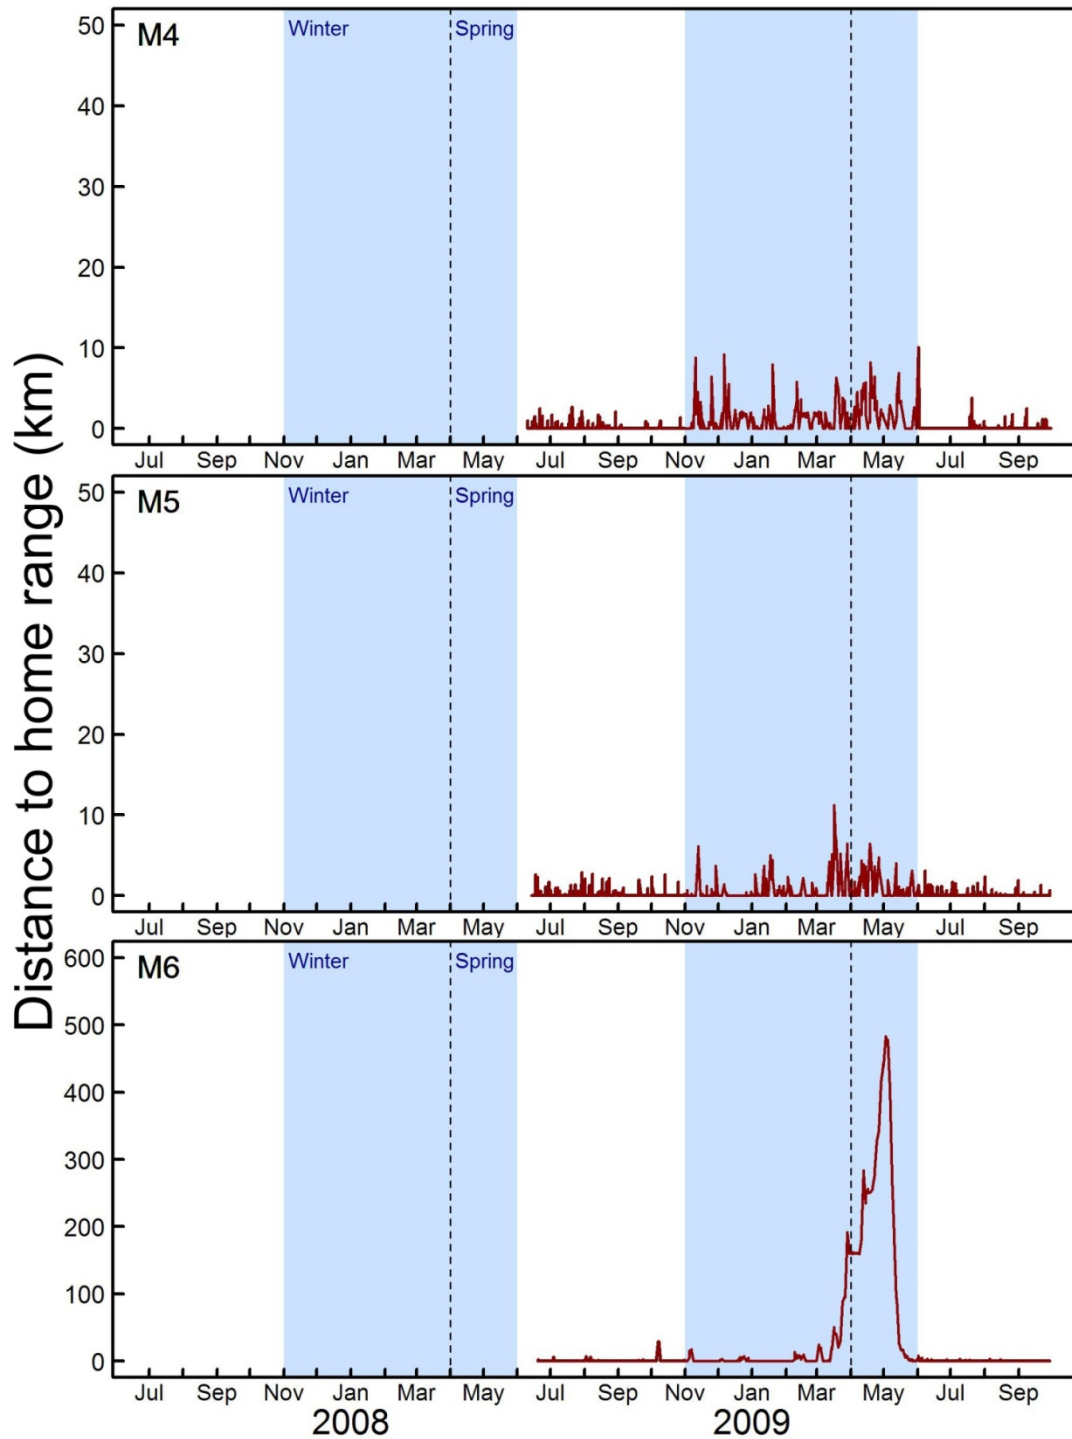 Distance to home range (km)
M4
Winter
Spring
50
40
30
20
10
0
Jul Sep Nov Jan Mar May Jul Sep Nov Jan Mar May Jul Sep
M5
Winter
Spring
50
40
30
20
10
0
Jul Sep Nov Jan Mar May Jul Sep Nov Jan Mar May Jul Sep
M6
Winter
Spring
600
500
400
300
200
100
0
Jul Sep Nov Jan Mar May Jul Sep Nov Jan Mar May Jul Sep
2008 2009